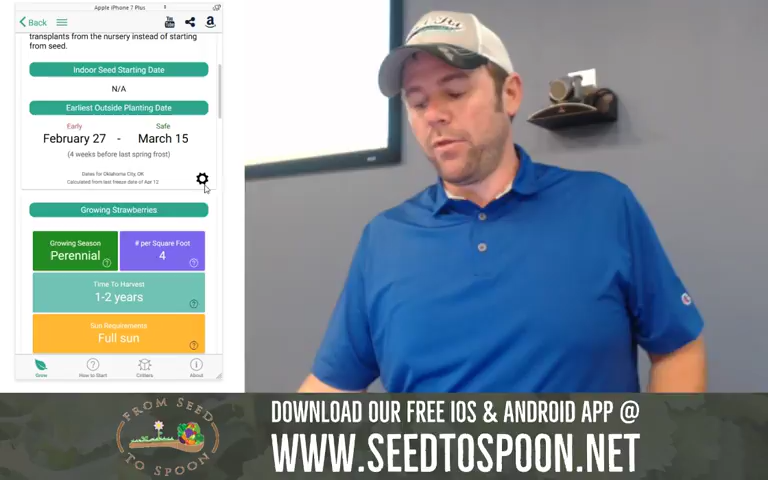 Apple iPhone 7 Plus
Back
You
Tube
transplants from the nursery instead of starting
from seed.
Indoor Seed Starting Date
N/A
Earliest Outside Planting Date
Early Safe
February 27 - March 15
(4 weeks before last spring frost)
Dates for Oklahoma City, OK
Calculated from last freeze date of Apr 12
Growing Strawberries
Growing Season
Perennial
# per Square Foot
4
Time To Harvest
1-2 years
Sun Requirements
Full sun
Grow
How to Start
Critters
About
FROM SEED
TO SPOON
DOWNLOAD OUR FREE IOS & ANDROID APP @
WWW.SEEDTOSPOON.NET